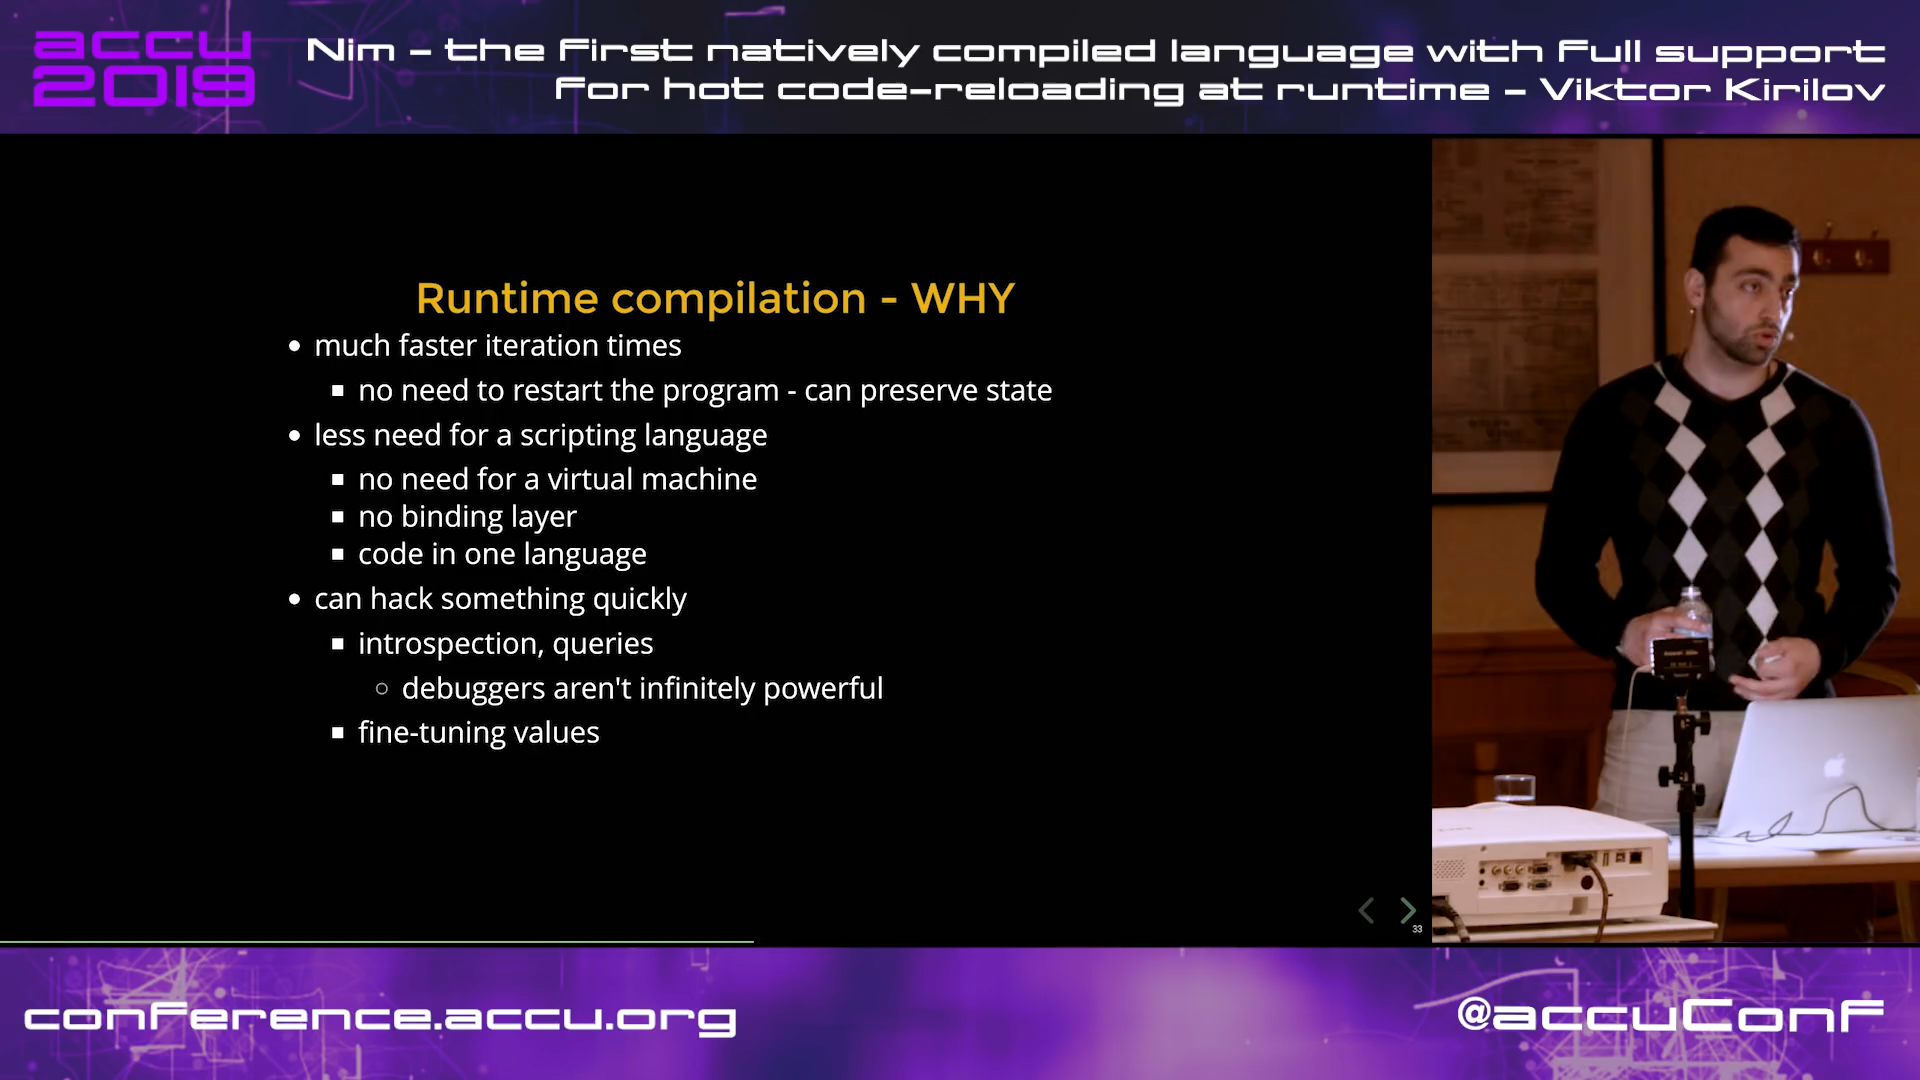 accu
2019
Nim - the first natively compiled language with full support
for hot code-reloading at runtime - Viktor Kirilov
Runtime compilation - WHY
much faster iteration times
no need to restart the program - can preserve state
less need for a scripting language
no need for a virtual machine
no binding layer
code in one language
can hack something quickly
introspection, queries
debuggers aren't infinitely powerful
fine-tuning values
33
conference.accu.org
@accuConf